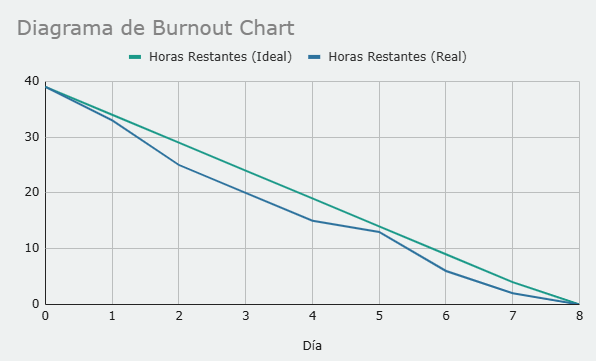 Diagrama de Burnout Chart
Horas Restantes (Ideal) Horas Restantes (Real)
40
30
20
10
0
0 1 2 3 4 5 6 7 8
Día